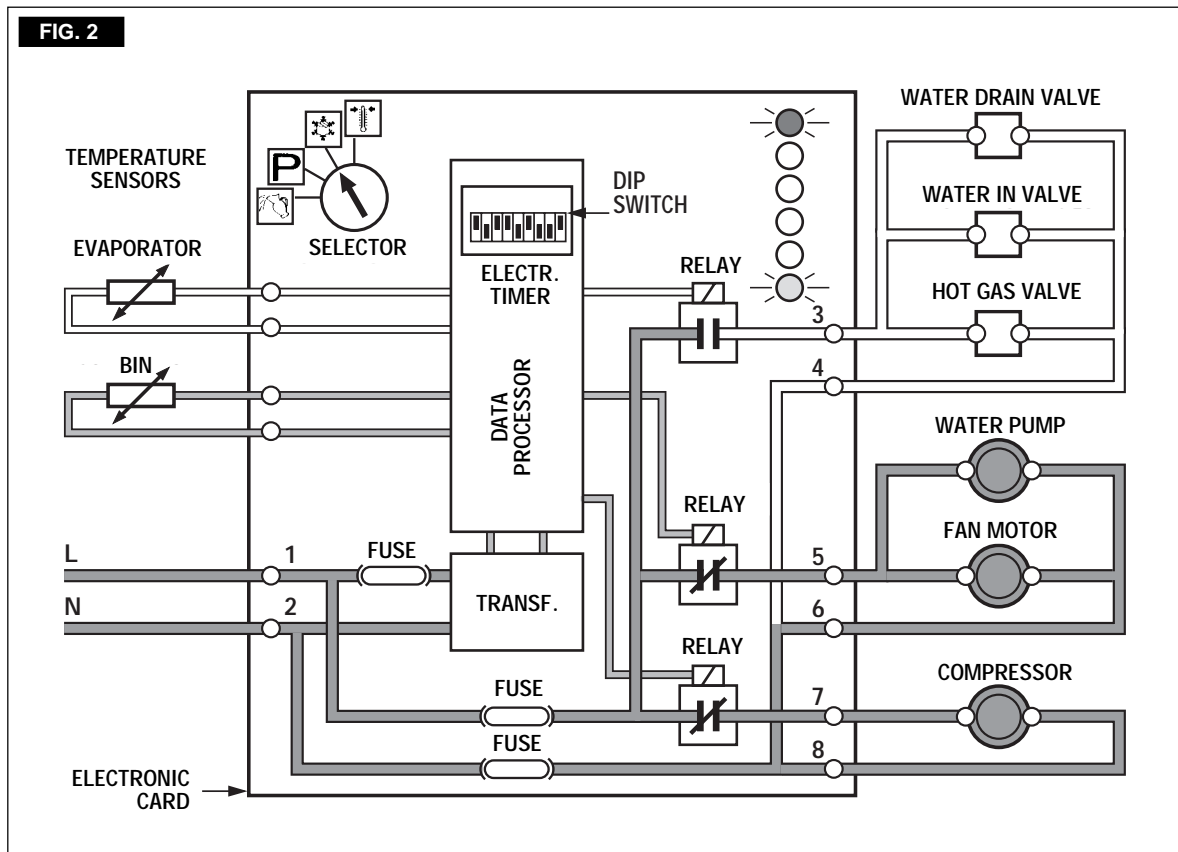 FIG. 2
WATER DRAIN VALVE
TEMPERATURE
SENSORS
P
DIP
SWITCH
WATER IN VALVE
SELECTOR
EVAPORATOR
ELECTR.
TIMER
RELAY
HOT GAS VALVE
3
BIN
4
DATA
PROCESSOR
WATER PUMP
RELAY
FAN MOTOR
L
1
FUSE
5
N
2
TRANSF.
6
RELAY
COMPRESSOR
FUSE
7
FUSE
8
ELECTRONIC
CARD